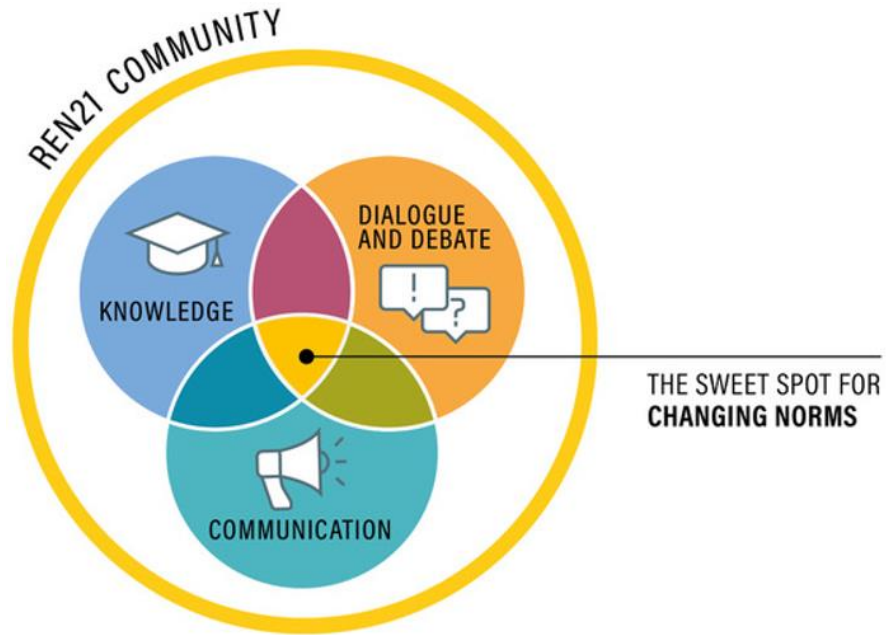 REN21 COMMUNITY
DIALOGUE
AND DEBATE
!
?
KNOWLEDGE
THE SWEET SPOT FOR
CHANGING NORMS
COMMUNICATION